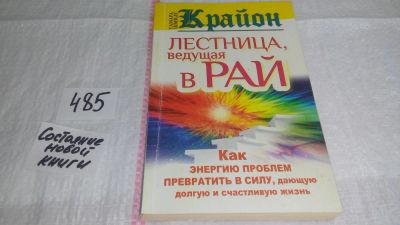 485
Состояние
новой
книги
Крайон
ЛЕСТНИЦА,
ведущая
в РАЙ
Как
ЭНЕРГИЮ ПРОБЛЕМ
ПРЕВРАТИТЬ В СИЛУ, дающую
долгую и счастливую жизнь